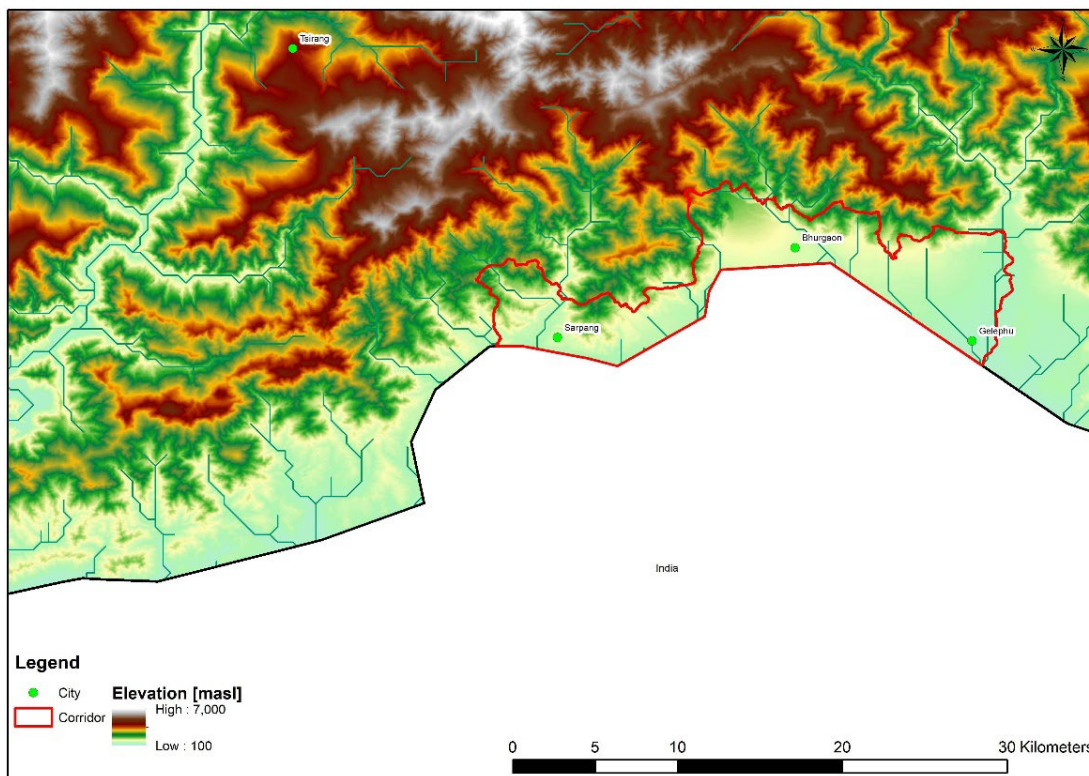 Tsirang
Bhurgaon
Sarpang
Gelephu
India
Legend
City
Corridor
Elevation [masl]
High : 7,000
Low : 100
0 5 10 20 30 Kilometers